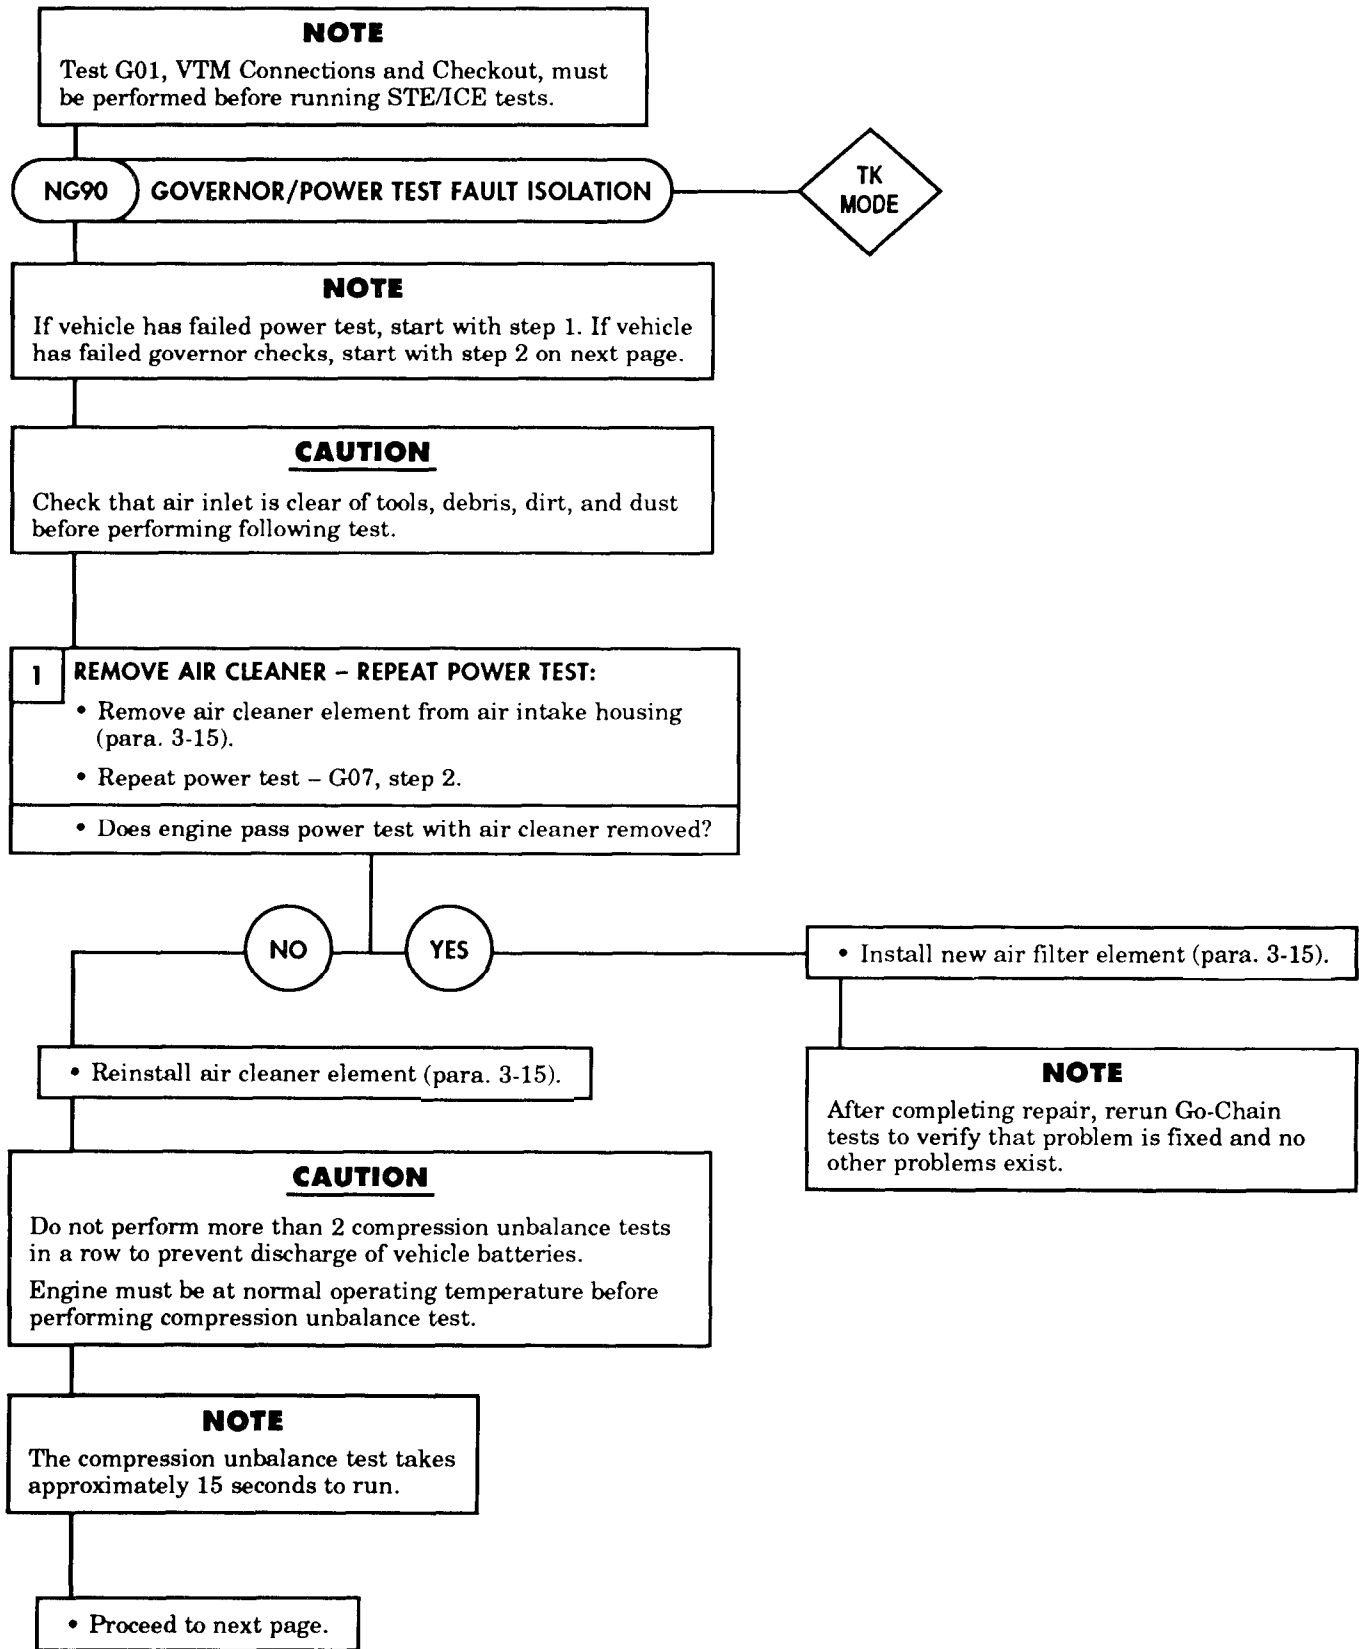 NOTE
Test G01, VTM Connections and Checkout, must
be performed before running STE/ICE tests.
NG90 GOVERNOR/POWER TEST FAULT ISOLATION
TK
MODE
NOTE
If vehicle has failed power test, start with step 1. If vehicle
has failed governor checks, start with step 2 on next page.
CAUTION
Check that air inlet is clear of tools, debris, dirt, and dust
before performing following test.
1 REMOVE AIR CLEANER – REPEAT POWER TEST:
• Remove air cleaner element from air intake housing
(para. 3-15).
• Repeat power test – G07, step 2.
• Does engine pass power test with air cleaner removed?
NO
YES
• Install new air filter element (para. 3-15).
NOTE
After completing repair, rerun Go-Chain
tests to verify that problem is fixed and no
other problems exist.
• Reinstall air cleaner element (para. 3-15).
CAUTION
Do not perform more than 2 compression unbalance tests
in a row to prevent discharge of vehicle batteries.
Engine must be at normal operating temperature before
performing compression unbalance test.
NOTE
The compression unbalance test takes
approximately 15 seconds to run.
• Proceed to next page.